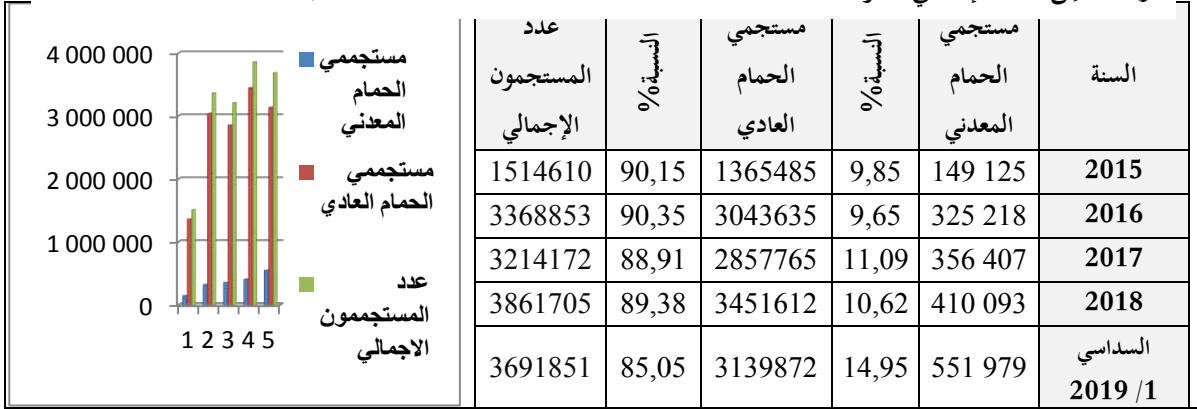 السنة مستجمي الحمام المعدني النسبة% مستجمي الحمام العادي النسبة% عدد المستجمون الإجمالي
2015 149 125 9,85 1365485 90,15 1514610
2016 325 218 9,65 3043635 90,35 3368853
2017 356 407 11,09 2857765 88,91 3214172
2018 410 093 10,62 3451612 89,38 3861705
السداسي 1/ 2019 551 979 14,95 3139872 85,05 3691851
4 000 000
3 000 000
2 000 000
1 000 000
0
1 2 3 4 5
مستجممي
الحمام
المعدني
مستجممي
الحمام العادي
عدد
المستجممون
الاجمالي